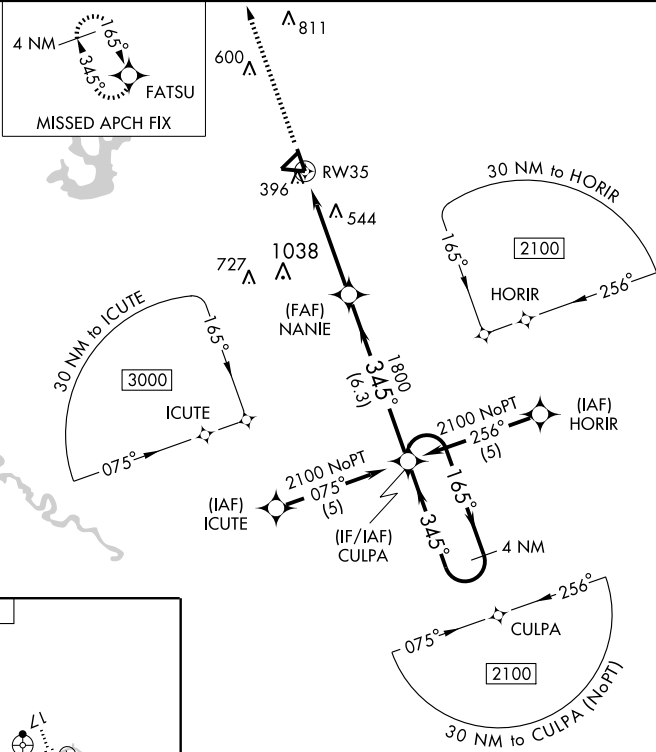 4 NM
165°
345°
FATSU
MISSED APCH FIX
811
600
RW35
396
544
727
1038
(FAF)
NANIE
30 NM to HORIR
165°
2100
HORIR
256°
30 NM to ICUTE
165°
3000
ICUTE
075°
1800
345°
(6.3)
2100 NoPT
256°
(5)
(IAF)
HORIR
2100 NoPT
075°
(5)
(IAF)
ICUTE
(IF/IAF)
CULPA
345°
165°
4 NM
075°
256°
CULPA
2100
30 NM to CULPA (NoPT)
17